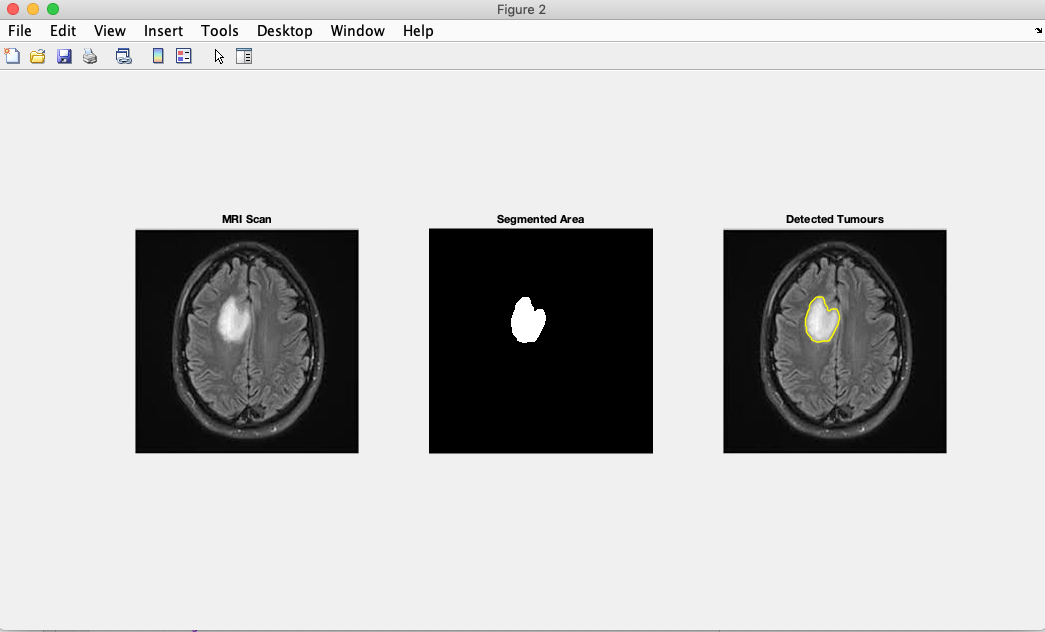 Figure 2
File Edit View Insert Tools Desktop Window Help
MRI Scan
Segmented Area
Detected Tumours